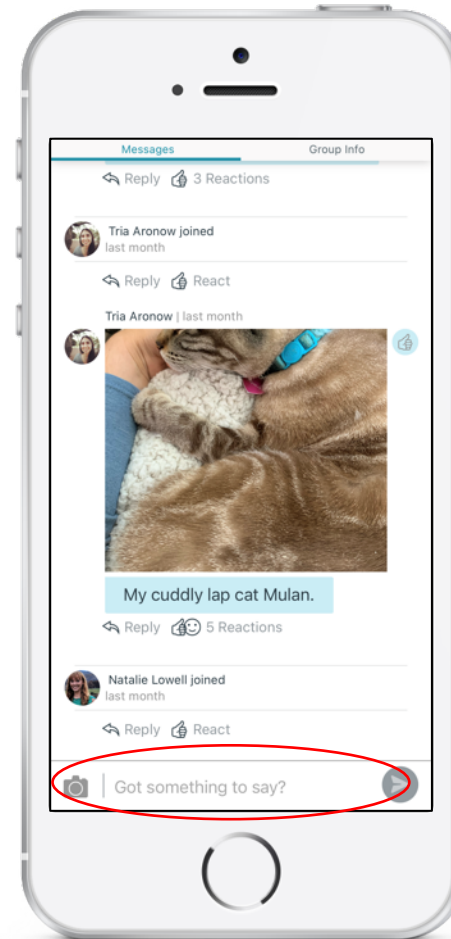 Messages Group Info
Reply 3 Reactions
Tria Aronow joined
last month
Reply React
Tria Aronow | last month
My cuddly lap cat Mulan.
Reply 5 Reactions
Natalie Lowell joined
last month
Reply React
Got something to say?